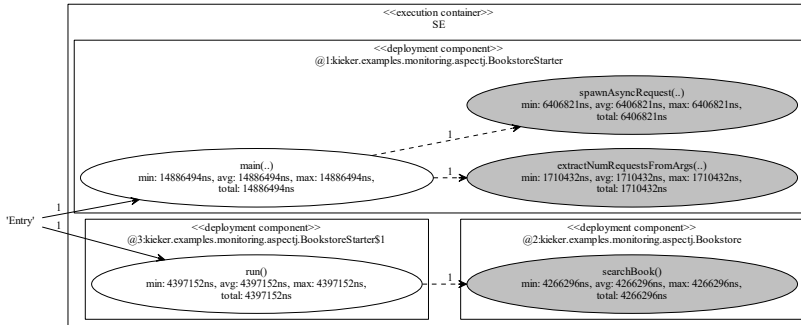 <<execution container>>
SE
<<deployment component>>
@1:kieker.examples.monitoring.aspectj.BookstoreStarter
spawnAsyncRequest(..)
min: 6406821ns, avg: 6406821ns, max: 6406821ns,
total: 6406821ns
1
main(..)
min: 14886494ns, avg: 14886494ns, max: 14886494ns,
total: 14886494ns
1
extractNumRequestsFromArgs(..)
min: 1710432ns, avg: 1710432ns, max: 1710432ns,
total: 1710432ns
1
'Entry'
1
<<deployment component>>
@3:kieker.examples.monitoring.aspectj.BookstoreStarter$1
run()
min: 4397152ns, avg: 4397152ns, max: 4397152ns,
total: 4397152ns
1
<<deployment component>>
@2:kieker.examples.monitoring.aspectj.Bookstore
searchBook()
min: 4266296ns, avg: 4266296ns, max: 4266296ns,
total: 4266296ns